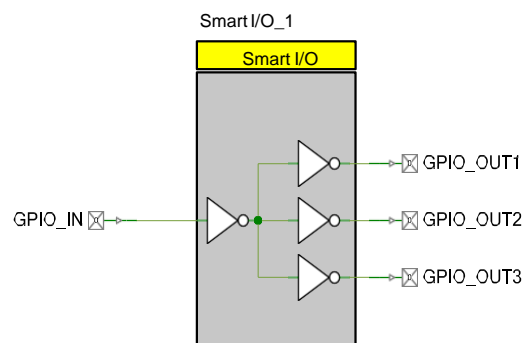 Smart I/O_1
Smart I/O
GPIO_OUT1
GPIO_IN
GPIO_OUT2
GPIO_OUT3